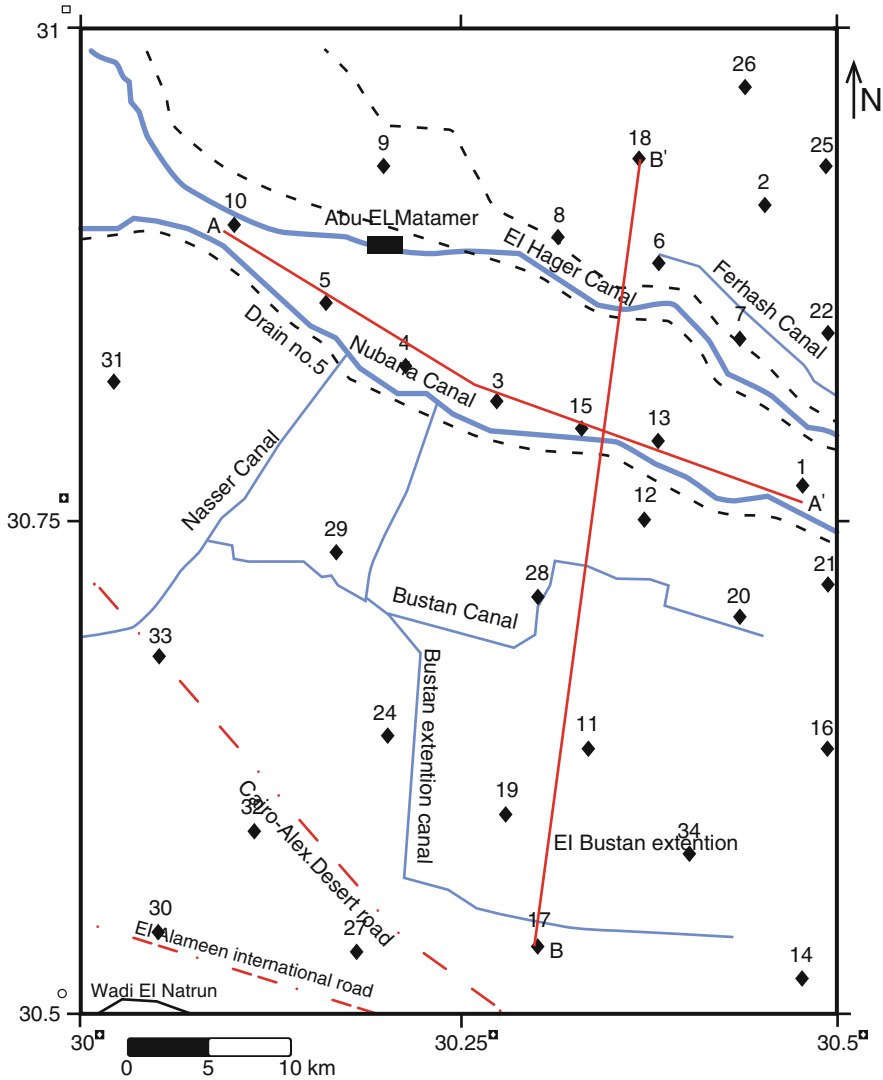 31
26
N
9
18
B'
25
2
10
A
Abu ELMatamer
8
El Hager Canal
6
Ferhash Canal
5
Drain no.5
7
22
4
Nubaria Canal
31
3
15
13
1
A'
Nasser Canal
12
30.75
29
28
21
Bustan Canal
20
33
Bustan extention canal
24
11
16
19
32
Cairo-Alex.Desert road
El Bustan extention
34
30
27
17
B
El Alameen international road
14
Wadi El Natrun
30.5
30°
30.25
30.5
0 5 10 km